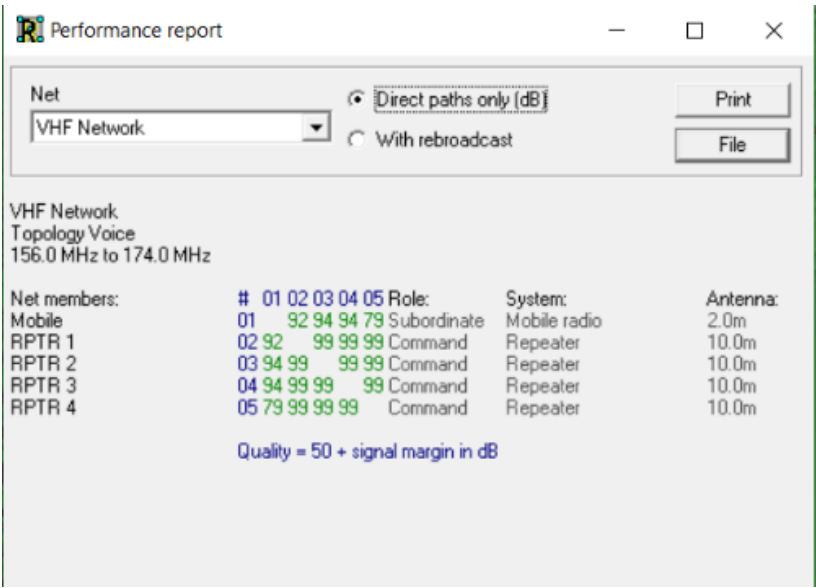 Performance report
Net
Direct paths only (dB)
Print
VHF Network
With rebroadcast
File
VHF Network
Topology Voice
156.0 MHz to 174.0 MHz
Net members: # 01 02 03 04 05 Role: System: Antenna:
Mobile 01 92 94 94 79 Subordinate Mobile radio 2.0m
RPTR 1 02 92 99 99 99 Command Repeater 10.0m
RPTR 2 03 94 99 99 99 Command Repeater 10.0m
RPTR 3 04 94 99 99 99 Command Repeater 10.0m
RPTR 4 05 79 99 99 99 Command Repeater 10.0m
Quality = 50 + signal margin in dB